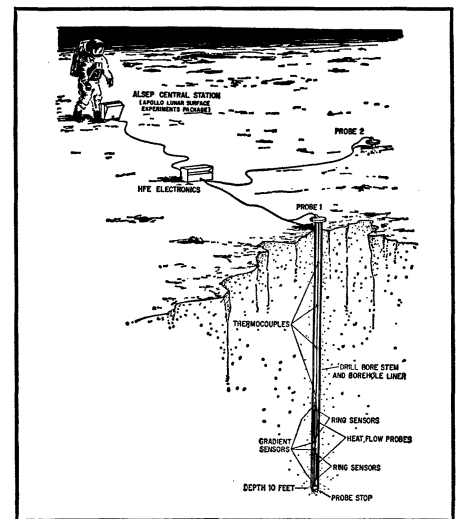 ALSEP CENTRAL STATION
(APOLLO LUNAR SURFACE
EXPERIMENTS PACKAGE)
PROBE 2
HFE ELECTRONICS
PROBE 1
THERMOCOUPLES
DRILL BORE STEM
AND BOREHOLE LINER
RING SENSORS
GRADIENT
SENSORS
HEAT FLOW PROBES
RING SENSORS
DEPTH 10 FEET
PROBE STOP